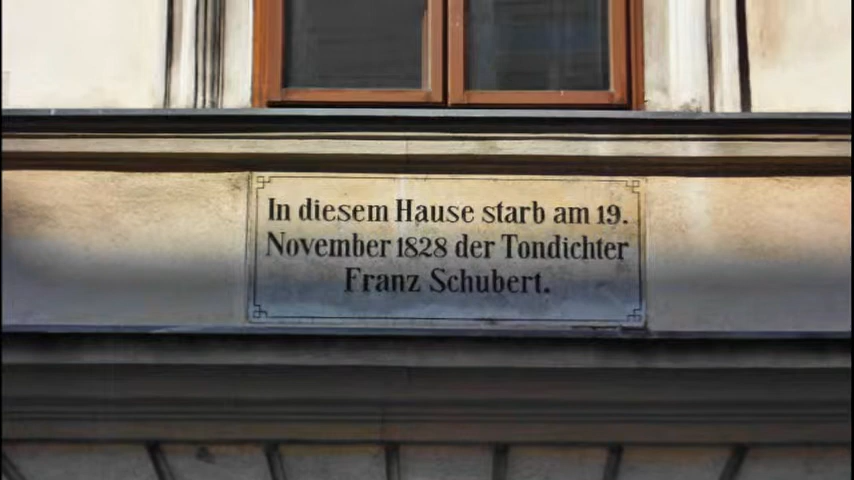 In diesem Hause starb am 19.
November 1828 der Tondichter
Franz Schubert.